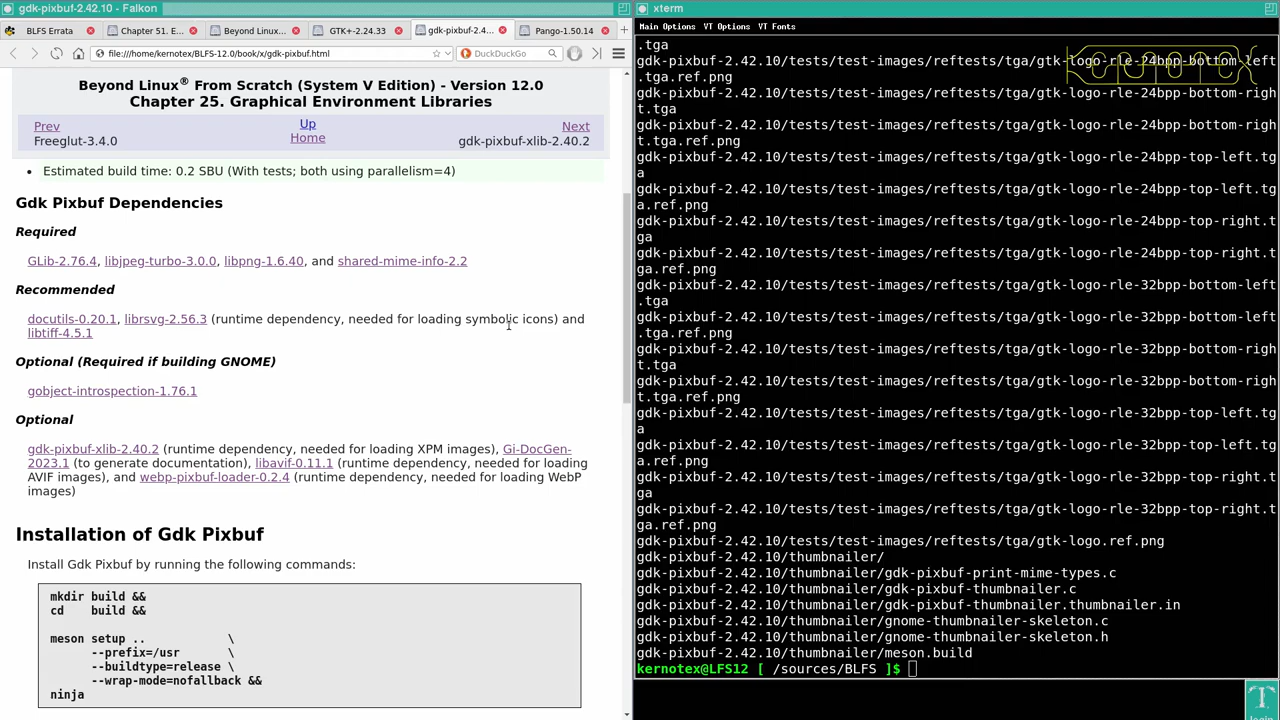 gdk-pixbuf-2.42.10 - Falkon
BLFS Errata
Chapter 51. E...
Beyond Linux...
GTK+-2.24.33
gdk-pixbuf-2.4...
Pango-1.50.14
file:///home/kernotex/BLFS-12.0/book/x/gdk-pixbuf.html
DuckDuckGo
Beyond Linux® From Scratch (System V Edition) - Version 12.0
Chapter 25. Graphical Environment Libraries
Prev
Up
Next
Freeglut-3.4.0
Home
gdk-pixbuf-xlib-2.40.2
• Estimated build time: 0.2 SBU (With tests; both using parallelism=4)
Gdk Pixbuf Dependencies
Required
GLib-2.76.4, libjpeg-turbo-3.0.0, libpng-1.6.40, and shared-mime-info-2.2
Recommended
docutils-0.20.1, librsvg-2.56.3 (runtime dependency, needed for loading symbolic icons) and
libtiff-4.5.1
Optional (Required if building GNOME)
gobject-introspection-1.76.1
Optional
gdk-pixbuf-xlib-2.40.2 (runtime dependency, needed for loading XPM images), Gi-DocGen-
2023.1 (to generate documentation), libavif-0.11.1 (runtime dependency, needed for loading
AVIF images), and webp-pixbuf-loader-0.2.4 (runtime dependency, needed for loading WebP
images)
Installation of Gdk Pixbuf
Install Gdk Pixbuf by running the following commands:
mkdir build &&
cd    build &&
meson setup ..            \
      --prefix=/usr       \
      --buildtype=release \
      --wrap-mode=nofallback &&
ninja
xterm
Main Options  VT Options  VT Fonts
.tga
gdk-pixbuf-2.42.10/tests/test-images/reftests/tga/gtk-logo-rle-24bpp-bottom-left
.tga.ref.png
gdk-pixbuf-2.42.10/tests/test-images/reftests/tga/gtk-logo-rle-24bpp-bottom-righ
t.tga
gdk-pixbuf-2.42.10/tests/test-images/reftests/tga/gtk-logo-rle-24bpp-bottom-righ
t.tga.ref.png
gdk-pixbuf-2.42.10/tests/test-images/reftests/tga/gtk-logo-rle-24bpp-top-left.tg
a
gdk-pixbuf-2.42.10/tests/test-images/reftests/tga/gtk-logo-rle-24bpp-top-left.tg
a.ref.png
gdk-pixbuf-2.42.10/tests/test-images/reftests/tga/gtk-logo-rle-24bpp-top-right.t
ga
gdk-pixbuf-2.42.10/tests/test-images/reftests/tga/gtk-logo-rle-24bpp-top-right.t
ga.ref.png
gdk-pixbuf-2.42.10/tests/test-images/reftests/tga/gtk-logo-rle-32bpp-bottom-left
.tga
gdk-pixbuf-2.42.10/tests/test-images/reftests/tga/gtk-logo-rle-32bpp-bottom-left
.tga.ref.png
gdk-pixbuf-2.42.10/tests/test-images/reftests/tga/gtk-logo-rle-32bpp-bottom-righ
t.tga
gdk-pixbuf-2.42.10/tests/test-images/reftests/tga/gtk-logo-rle-32bpp-bottom-righ
t.tga.ref.png
gdk-pixbuf-2.42.10/tests/test-images/reftests/tga/gtk-logo-rle-32bpp-top-left.tg
a
gdk-pixbuf-2.42.10/tests/test-images/reftests/tga/gtk-logo-rle-32bpp-top-left.tg
a.ref.png
gdk-pixbuf-2.42.10/tests/test-images/reftests/tga/gtk-logo-rle-32bpp-top-right.t
ga
gdk-pixbuf-2.42.10/tests/test-images/reftests/tga/gtk-logo-rle-32bpp-top-right.t
ga.ref.png
gdk-pixbuf-2.42.10/tests/test-images/reftests/tga/gtk-logo.ref.png
gdk-pixbuf-2.42.10/thumbnailer/
gdk-pixbuf-2.42.10/thumbnailer/gdk-pixbuf-print-mime-types.c
gdk-pixbuf-2.42.10/thumbnailer/gdk-pixbuf-thumbnailer.c
gdk-pixbuf-2.42.10/thumbnailer/gdk-pixbuf-thumbnailer.thumbnailer.in
gdk-pixbuf-2.42.10/thumbnailer/gnome-thumbnailer-skeleton.c
gdk-pixbuf-2.42.10/thumbnailer/gnome-thumbnailer-skeleton.h
gdk-pixbuf-2.42.10/thumbnailer/meson.build
kernotex@LFS12 [ /sources/BLFS ]$